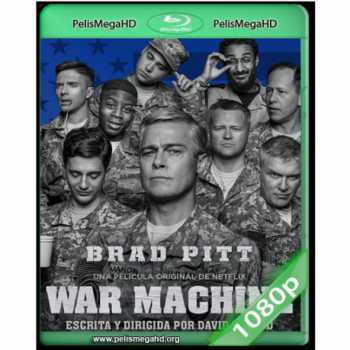 PelisMegaHD PelisMegaHD
BRAD PITT
UNA PELÍCULA ORIGINAL DE NETFLIX
WAR MACHINE
ESCRITA Y DIRIGIDA POR DAVID
1080p
www.pelismegahd.org